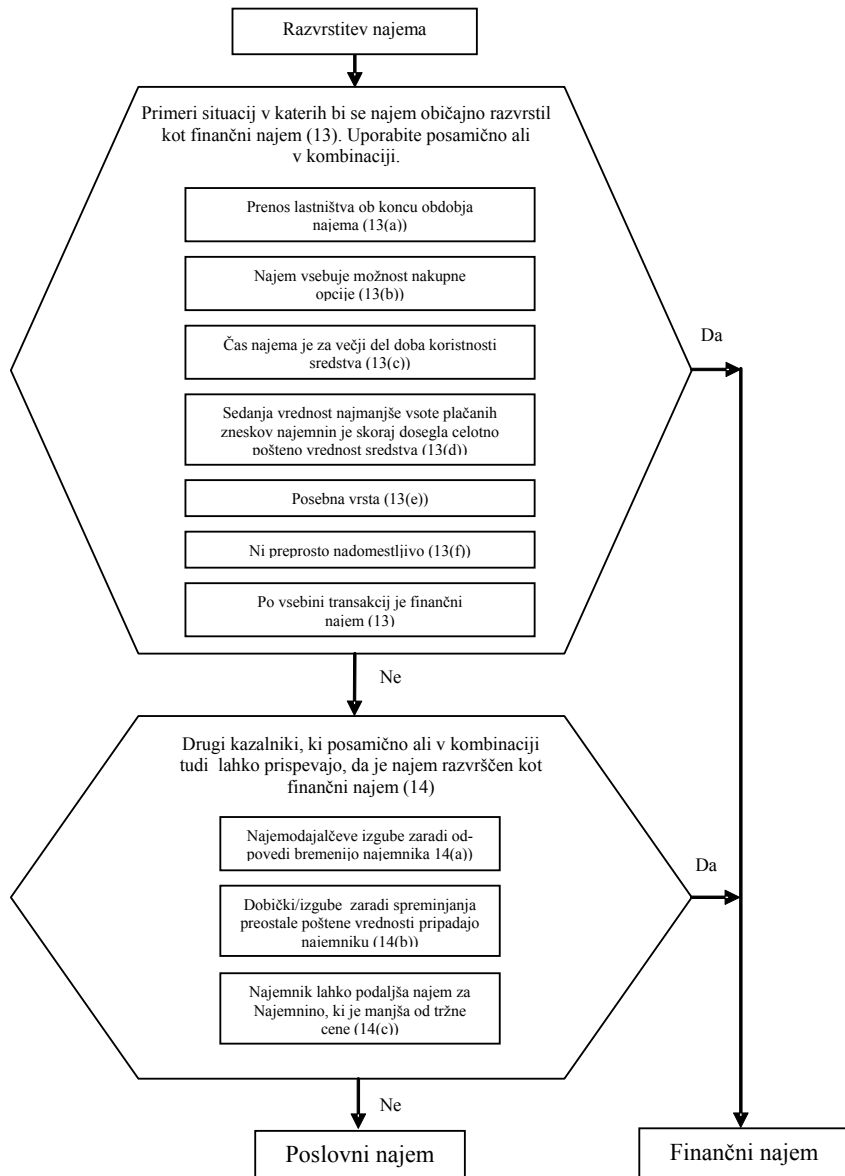 Razvrstitev najema
Primeri situacij v katerih bi se najem običajno razvrstil
kot finančni najem (13). Uporabite posamično ali
v kombinaciji.
Prenos lastništva ob koncu obdobja
najema (13(a))
Najem vsebuje možnost nakupne
opcije (13(b))
Čas najema je za večji del doba koristnosti
sredstva (13(c))
Da
Sedanja vrednost najmanjše vsote plačanih
zneskov najemnin je skoraj dosegla celotno
pošteno vrednost sredstva (13(d))
Posebna vrsta (13(e))
Ni preprosto nadomestljivo (13(f))
Po vsebini transakcij je finančni
najem (13)
Ne
Drugi kazalniki, ki posamično ali v kombinaciji
tudi lahko prispevajo, da je najem razvrščen kot
finančni najem (14)
Najemodajalčeve izgube zaradi od-
povedi bremenijo najemnika 14(a))
Da
Dobički/izgube zaradi spreminjanja
preostale poštene vrednosti pripadajo
najemniku (14(b))
Najemnik lahko podaljša najem za
Najemnino, ki je manjša od tržne
cene (14(c))
Ne
Poslovni najem
Finančni najem